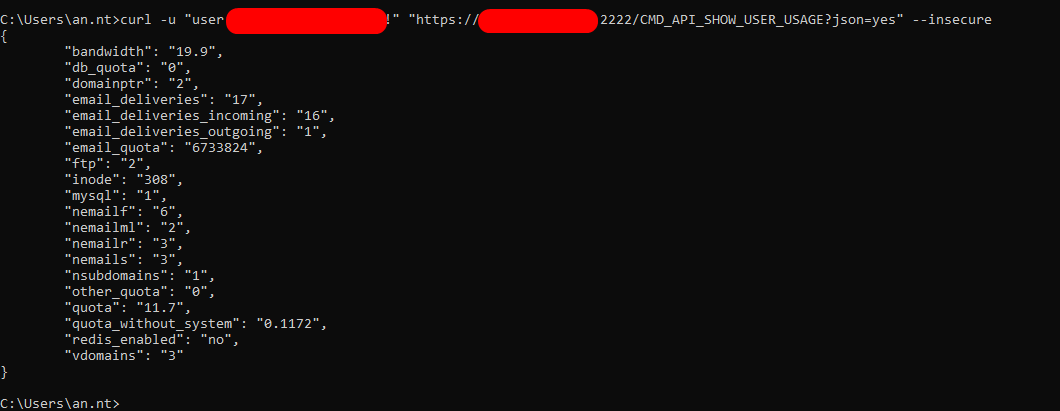 C:\Users\an.nt>curl -u "user !" "https:// 2222/CMD_API_SHOW_USER_USAGE?json=yes" --insecure
{
        "bandwidth": "19.9",
        "db_quota": "0",
        "domainptr": "2",
        "email_deliveries": "17",
        "email_deliveries_incoming": "16",
        "email_deliveries_outgoing": "1",
        "email_quota": "6733824",
        "ftp": "2",
        "inode": "308",
        "mysql": "1",
        "nemailf": "6",
        "nemailml": "2",
        "nemailr": "3",
        "nemails": "3",
        "nsubdomains": "1",
        "other_quota": "0",
        "quota": "11.7",
        "quota_without_system": "0.1172",
        "redis_enabled": "no",
        "vdomains": "3"
}
C:\Users\an.nt>